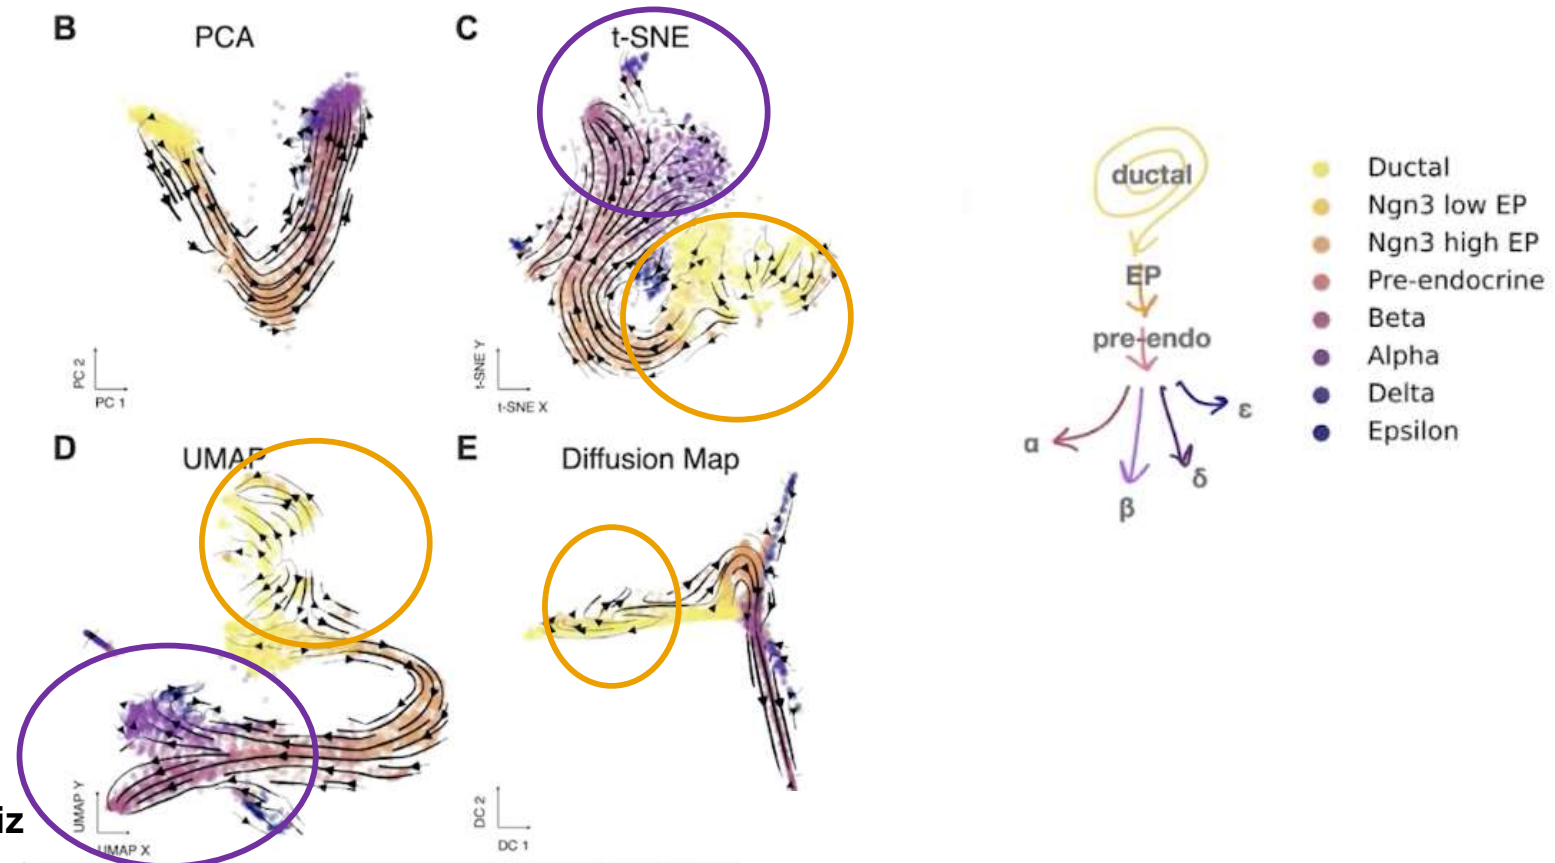 B
PCA
PC 2
PC 1
C
t-SNE
t-SNE Y
t-SNE X
D
UMAP
UMAP Y
UMAP X
iz
E
Diffusion Map
DC 2
DC 1
ductal
EP
pre-endo
α
β
δ
ε
Ductal
Ngn3 low EP
Ngn3 high EP
Pre-endocrine
Beta
Alpha
Delta
Epsilon